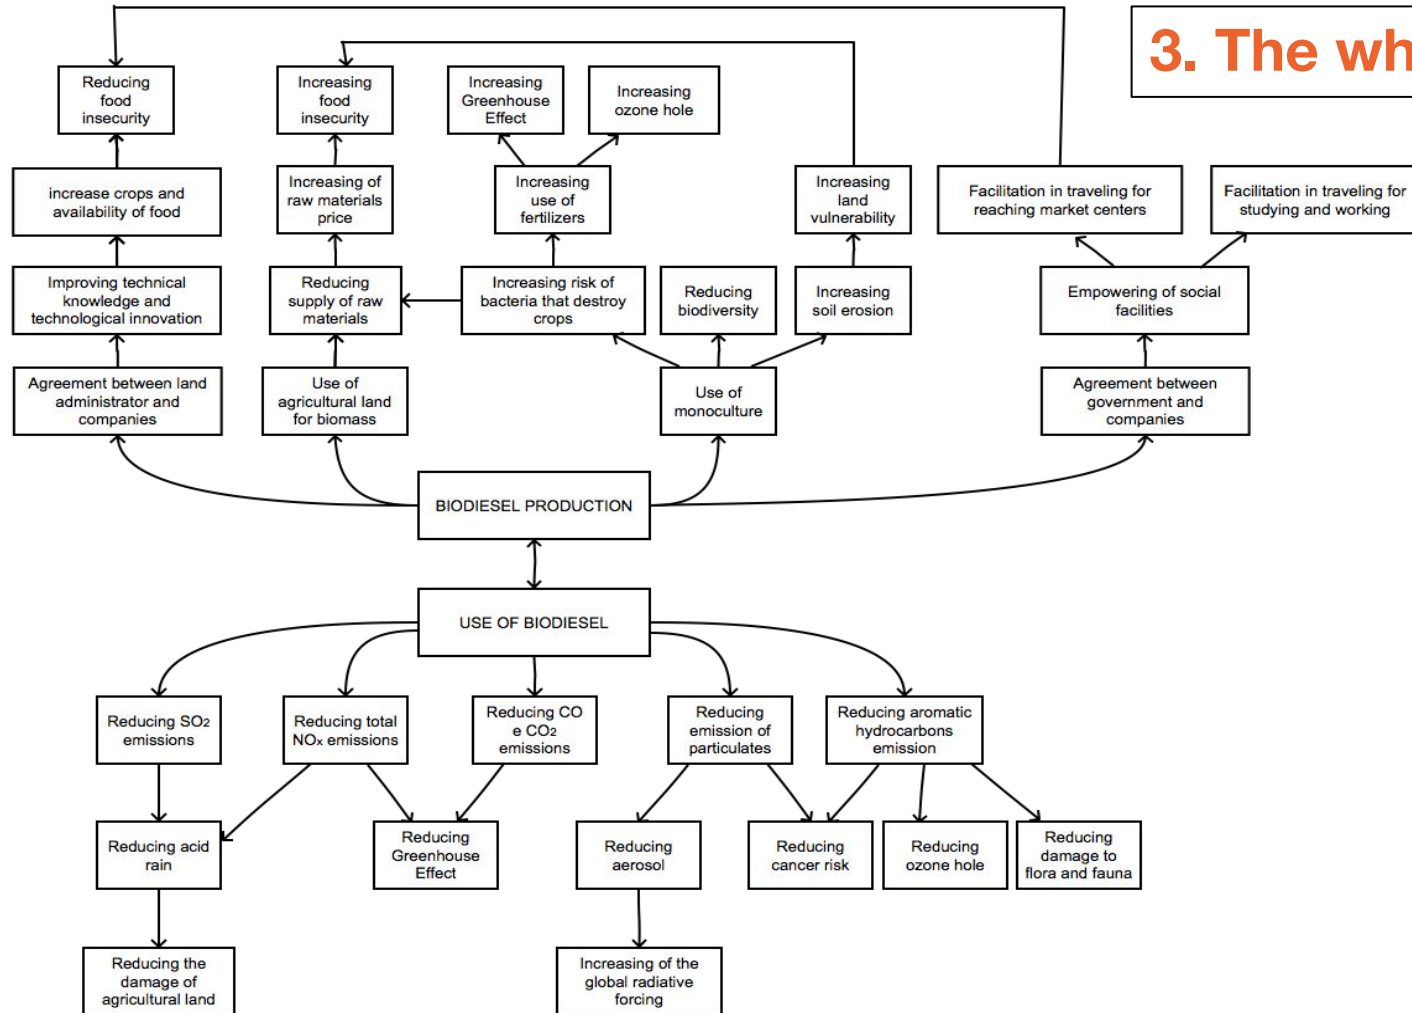 3. The wh
Reducing
food
insecurity
Increasing
food
insecurity
Increasing
Greenhouse
Effect
Increasing
ozone hole
increase crops and
availability of food
Increasing of
raw materials
price
Increasing
use of
fertilizers
Increasing
land
vulnerability
Facilitation in traveling for
reaching market centers
Facilitation in traveling for
studying and working
Improving technical
knowledge and
technological innovation
Reducing
supply of raw
materials
Increasing risk of
bacteria that destroy
crops
Reducing
biodiversity
Increasing
soil erosion
Empowering of social
facilities
Agreement between land
administrator and
companies
Use of
agricultural land
for biomass
Use of
monoculture
Agreement between
government and
companies
BIODIESEL PRODUCTION
USE OF BIODIESEL
Reducing SO2
emissions
Reducing total
NOx emissions
Reducing CO
e CO2
emissions
Reducing
emission of
particulates
Reducing aromatic
hydrocarbons
emission
Reducing acid
rain
Reducing
Greenhouse
Effect
Reducing
aerosol
Reducing
cancer risk
Reducing
ozone hole
Reducing
damage to
flora and fauna
Reducing the
damage of
agricultural land
Increasing of the
global radiative
forcing